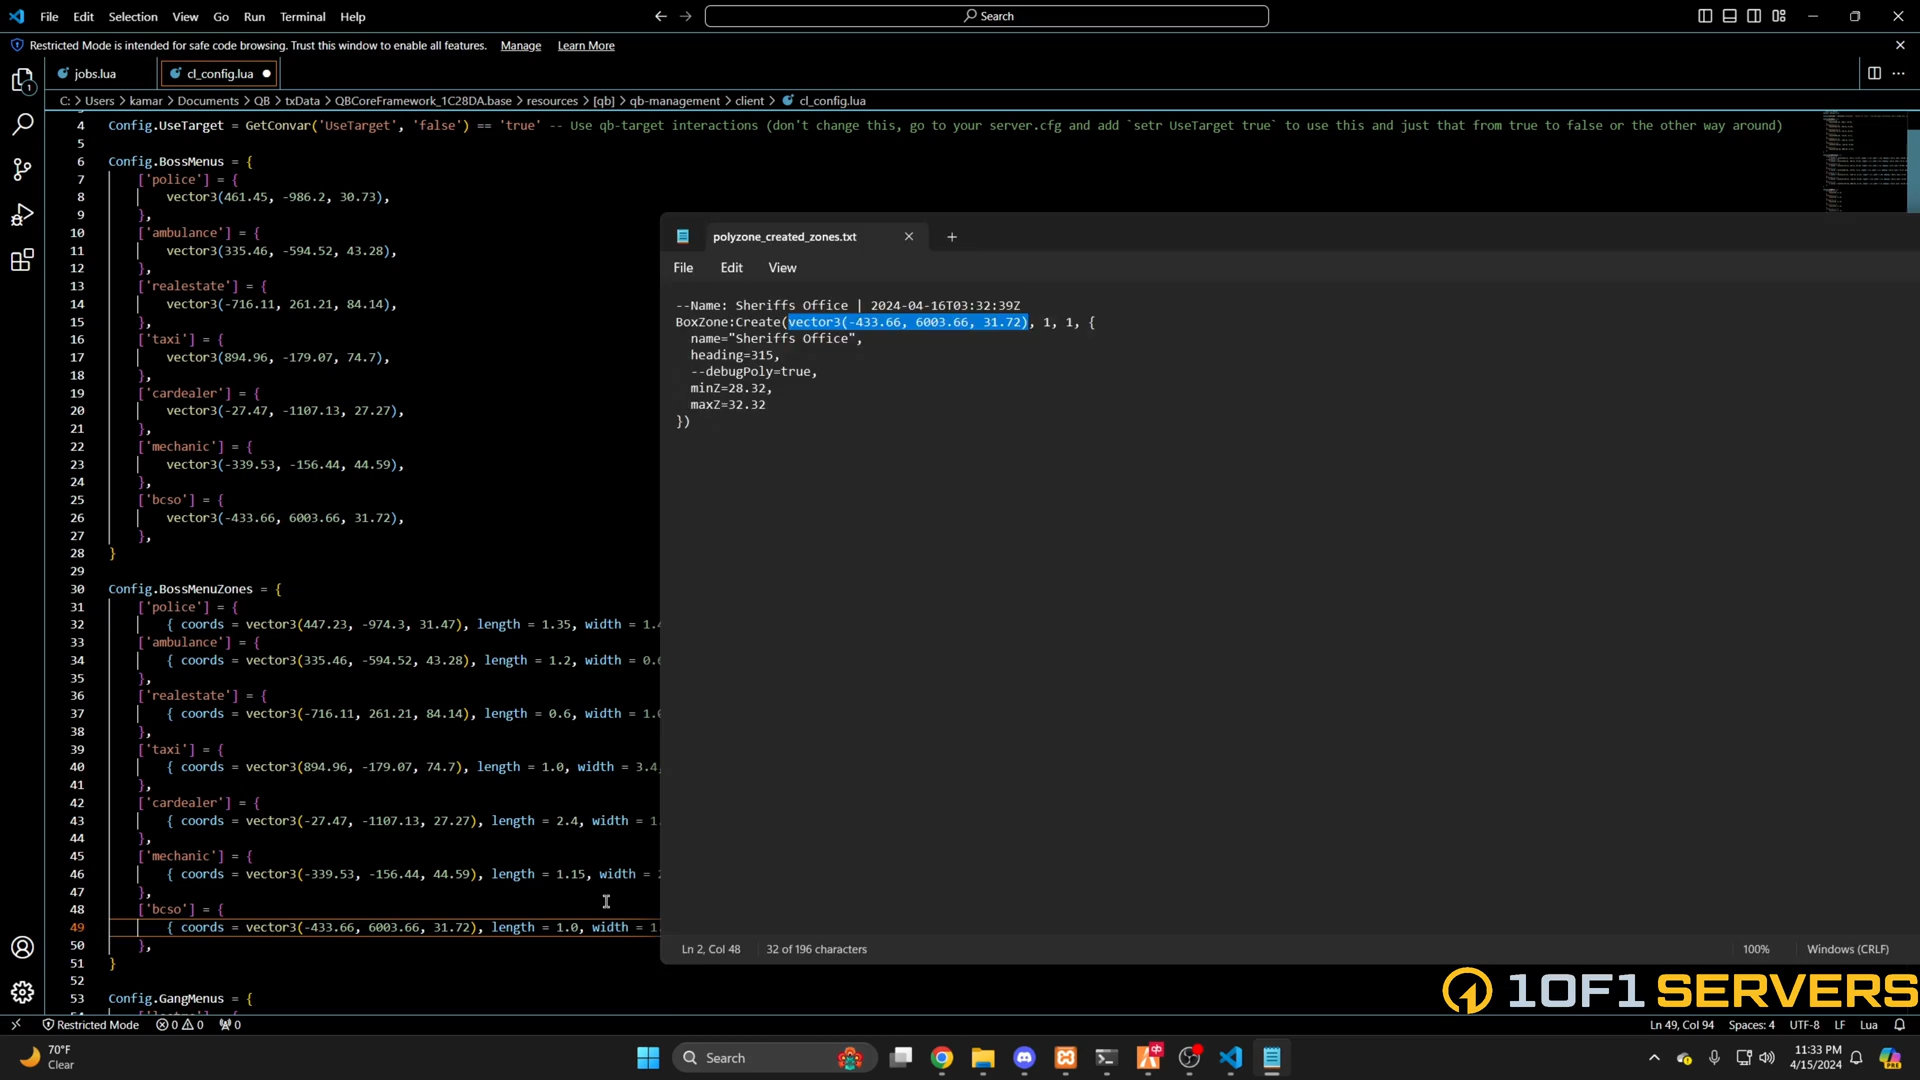 File Edit Selection View Go Run Terminal Help
Search
Restricted Mode is intended for safe code browsing. Trust this window to enable all features. Manage Learn More
jobs.lua
cl_config.lua
C: > Users > kamar > Documents > QB > txData > QBCoreFramework_1C28DA.base > resources > [qb] > qb-management > client > cl_config.lua
4 Config.UseTarget = GetConvar('UseTarget', 'false') == 'true' -- Use qb-target interactions (don't change this, go to your server.cfg and add `setr UseTarget true` to use this and just that from true to false or the other way around)
5
6 Config.BossMenus = {
7 ['police'] = {
8 vector3(461.45, -986.2, 30.73),
9 },
10 ['ambulance'] = {
11 vector3(335.46, -594.52, 43.28),
12 },
13 ['realestate'] = {
14 vector3(-716.11, 261.21, 84.14),
15 },
16 ['taxi'] = {
17 vector3(894.96, -179.07, 74.7),
18 },
19 ['cardealer'] = {
20 vector3(-27.47, -1107.13, 27.27),
21 },
22 ['mechanic'] = {
23 vector3(-339.53, -156.44, 44.59),
24 },
25 ['bcso'] = {
26 vector3(-433.66, 6003.66, 31.72),
27 },
28 }
29
30 Config.BossMenuZones = {
31 ['police'] = {
32 { coords = vector3(447.23, -974.3, 31.47), length = 1.35, width = 1.4
33 ['ambulance'] = {
34 { coords = vector3(335.46, -594.52, 43.28), length = 1.2, width = 0.6
35 },
36 ['realestate'] = {
37 { coords = vector3(-716.11, 261.21, 84.14), length = 0.6, width = 1.0
38 },
39 ['taxi'] = {
40 { coords = vector3(894.96, -179.07, 74.7), length = 1.0, width = 3.4,
41 },
42 ['cardealer'] = {
43 { coords = vector3(-27.47, -1107.13, 27.27), length = 2.4, width = 1.
44 },
45 ['mechanic'] = {
46 { coords = vector3(-339.53, -156.44, 44.59), length = 1.15, width = 2
47 },
48 ['bcso'] = {
49 { coords = vector3(-433.66, 6003.66, 31.72), length = 1.0, width = 1.
50 },
51 }
52
53 Config.GangMenus = {
54
polyzone_created_zones.txt
File Edit View
--Name: Sheriffs Office | 2024-04-16T03:32:39Z
BoxZone:Create(vector3(-433.66, 6003.66, 31.72), 1, 1, {
name="Sheriffs Office",
heading=315,
--debugPoly=true,
minZ=28.32,
maxZ=32.32
})
Ln 2, Col 48 32 of 196 characters 100% Windows (CRLF)
1OF1 SERVERS
Restricted Mode 0 0 0 Ln 49, Col 94 Spaces: 4 UTF-8 LF Lua
70°F
Clear
Search
11:33 PM
4/15/2024